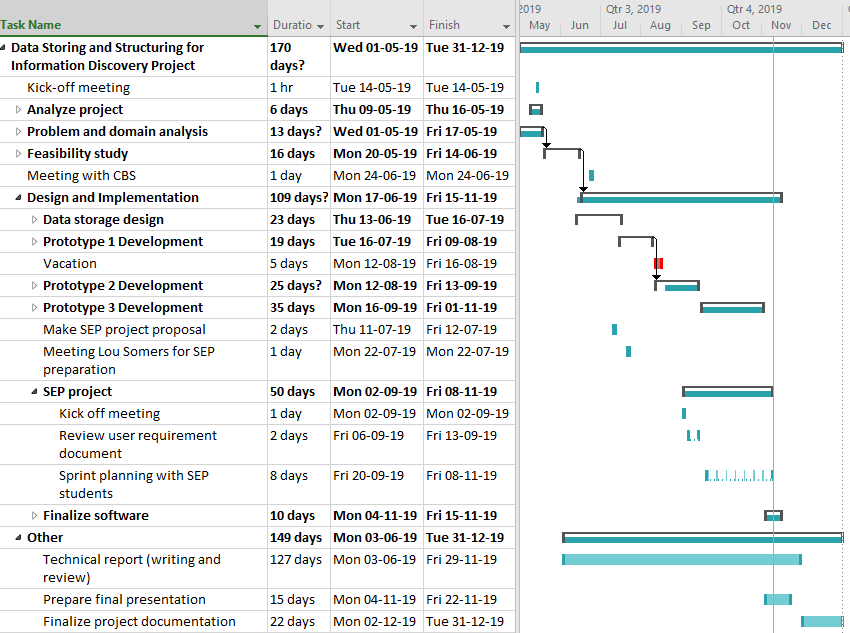 2019 Qtr 3, 2019 Qtr 4, 2019
Task Name Duratio Start Finish May Jun Jul Aug Sep Oct Nov Dec
Data Storing and Structuring for 170 Wed 01-05-19 Tue 31-12-19
Information Discovery Project days?
Kick-off meeting 1 hr Tue 14-05-19 Tue 14-05-19
Analyze project 6 days Thu 09-05-19 Thu 16-05-19
Problem and domain analysis 13 days? Wed 01-05-19 Fri 17-05-19
Feasibility study 16 days Mon 20-05-19 Fri 14-06-19
Meeting with CBS 1 day Mon 24-06-19 Mon 24-06-19
Design and Implementation 109 days? Mon 17-06-19 Fri 15-11-19
Data storage design 23 days Thu 13-06-19 Tue 16-07-19
Prototype 1 Development 19 days Tue 16-07-19 Fri 09-08-19
Vacation 5 days Mon 12-08-19 Fri 16-08-19
Prototype 2 Development 25 days? Mon 12-08-19 Fri 13-09-19
Prototype 3 Development 35 days Mon 16-09-19 Fri 01-11-19
Make SEP project proposal 2 days Thu 11-07-19 Fri 12-07-19
Meeting Lou Somers for SEP 1 day Mon 22-07-19 Mon 22-07-19
preparation
SEP project 50 days Mon 02-09-19 Fri 08-11-19
Kick off meeting 1 day Mon 02-09-19 Mon 02-09-19
Review user requirement 2 days Fri 06-09-19 Fri 13-09-19
document
Sprint planning with SEP 8 days Fri 20-09-19 Fri 08-11-19
students
Finalize software 10 days Mon 04-11-19 Fri 15-11-19
Other 149 days Mon 03-06-19 Tue 31-12-19
Technical report (writing and 127 days Mon 03-06-19 Fri 29-11-19
review)
Prepare final presentation 15 days Mon 04-11-19 Fri 22-11-19
Finalize project documentation 22 days Mon 02-12-19 Tue 31-12-19